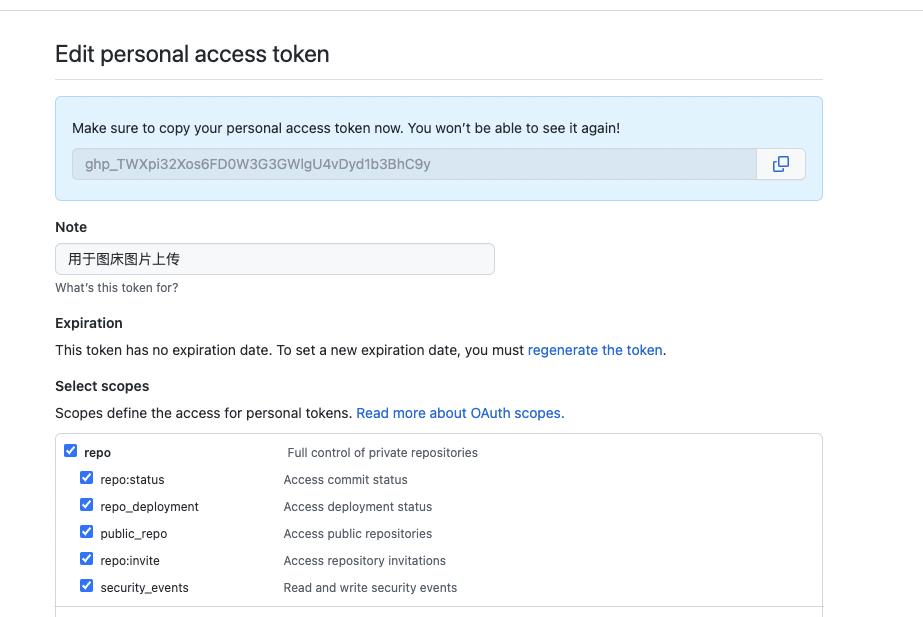 Edit personal access token
Make sure to copy your personal access token now. You won't be able to see it again!
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
Note
用于图床图片上传
What's this token for?
Expiration
This token has no expiration date. To set a new expiration date, you must regenerate the token.
Select scopes
Scopes define the access for personal tokens. Read more about OAuth scopes.
repo Full control of private repositories
repo:status Access commit status
repo_deployment Access deployment status
public_repo Access public repositories
repo:invite Access repository invitations
security_events Read and write security events